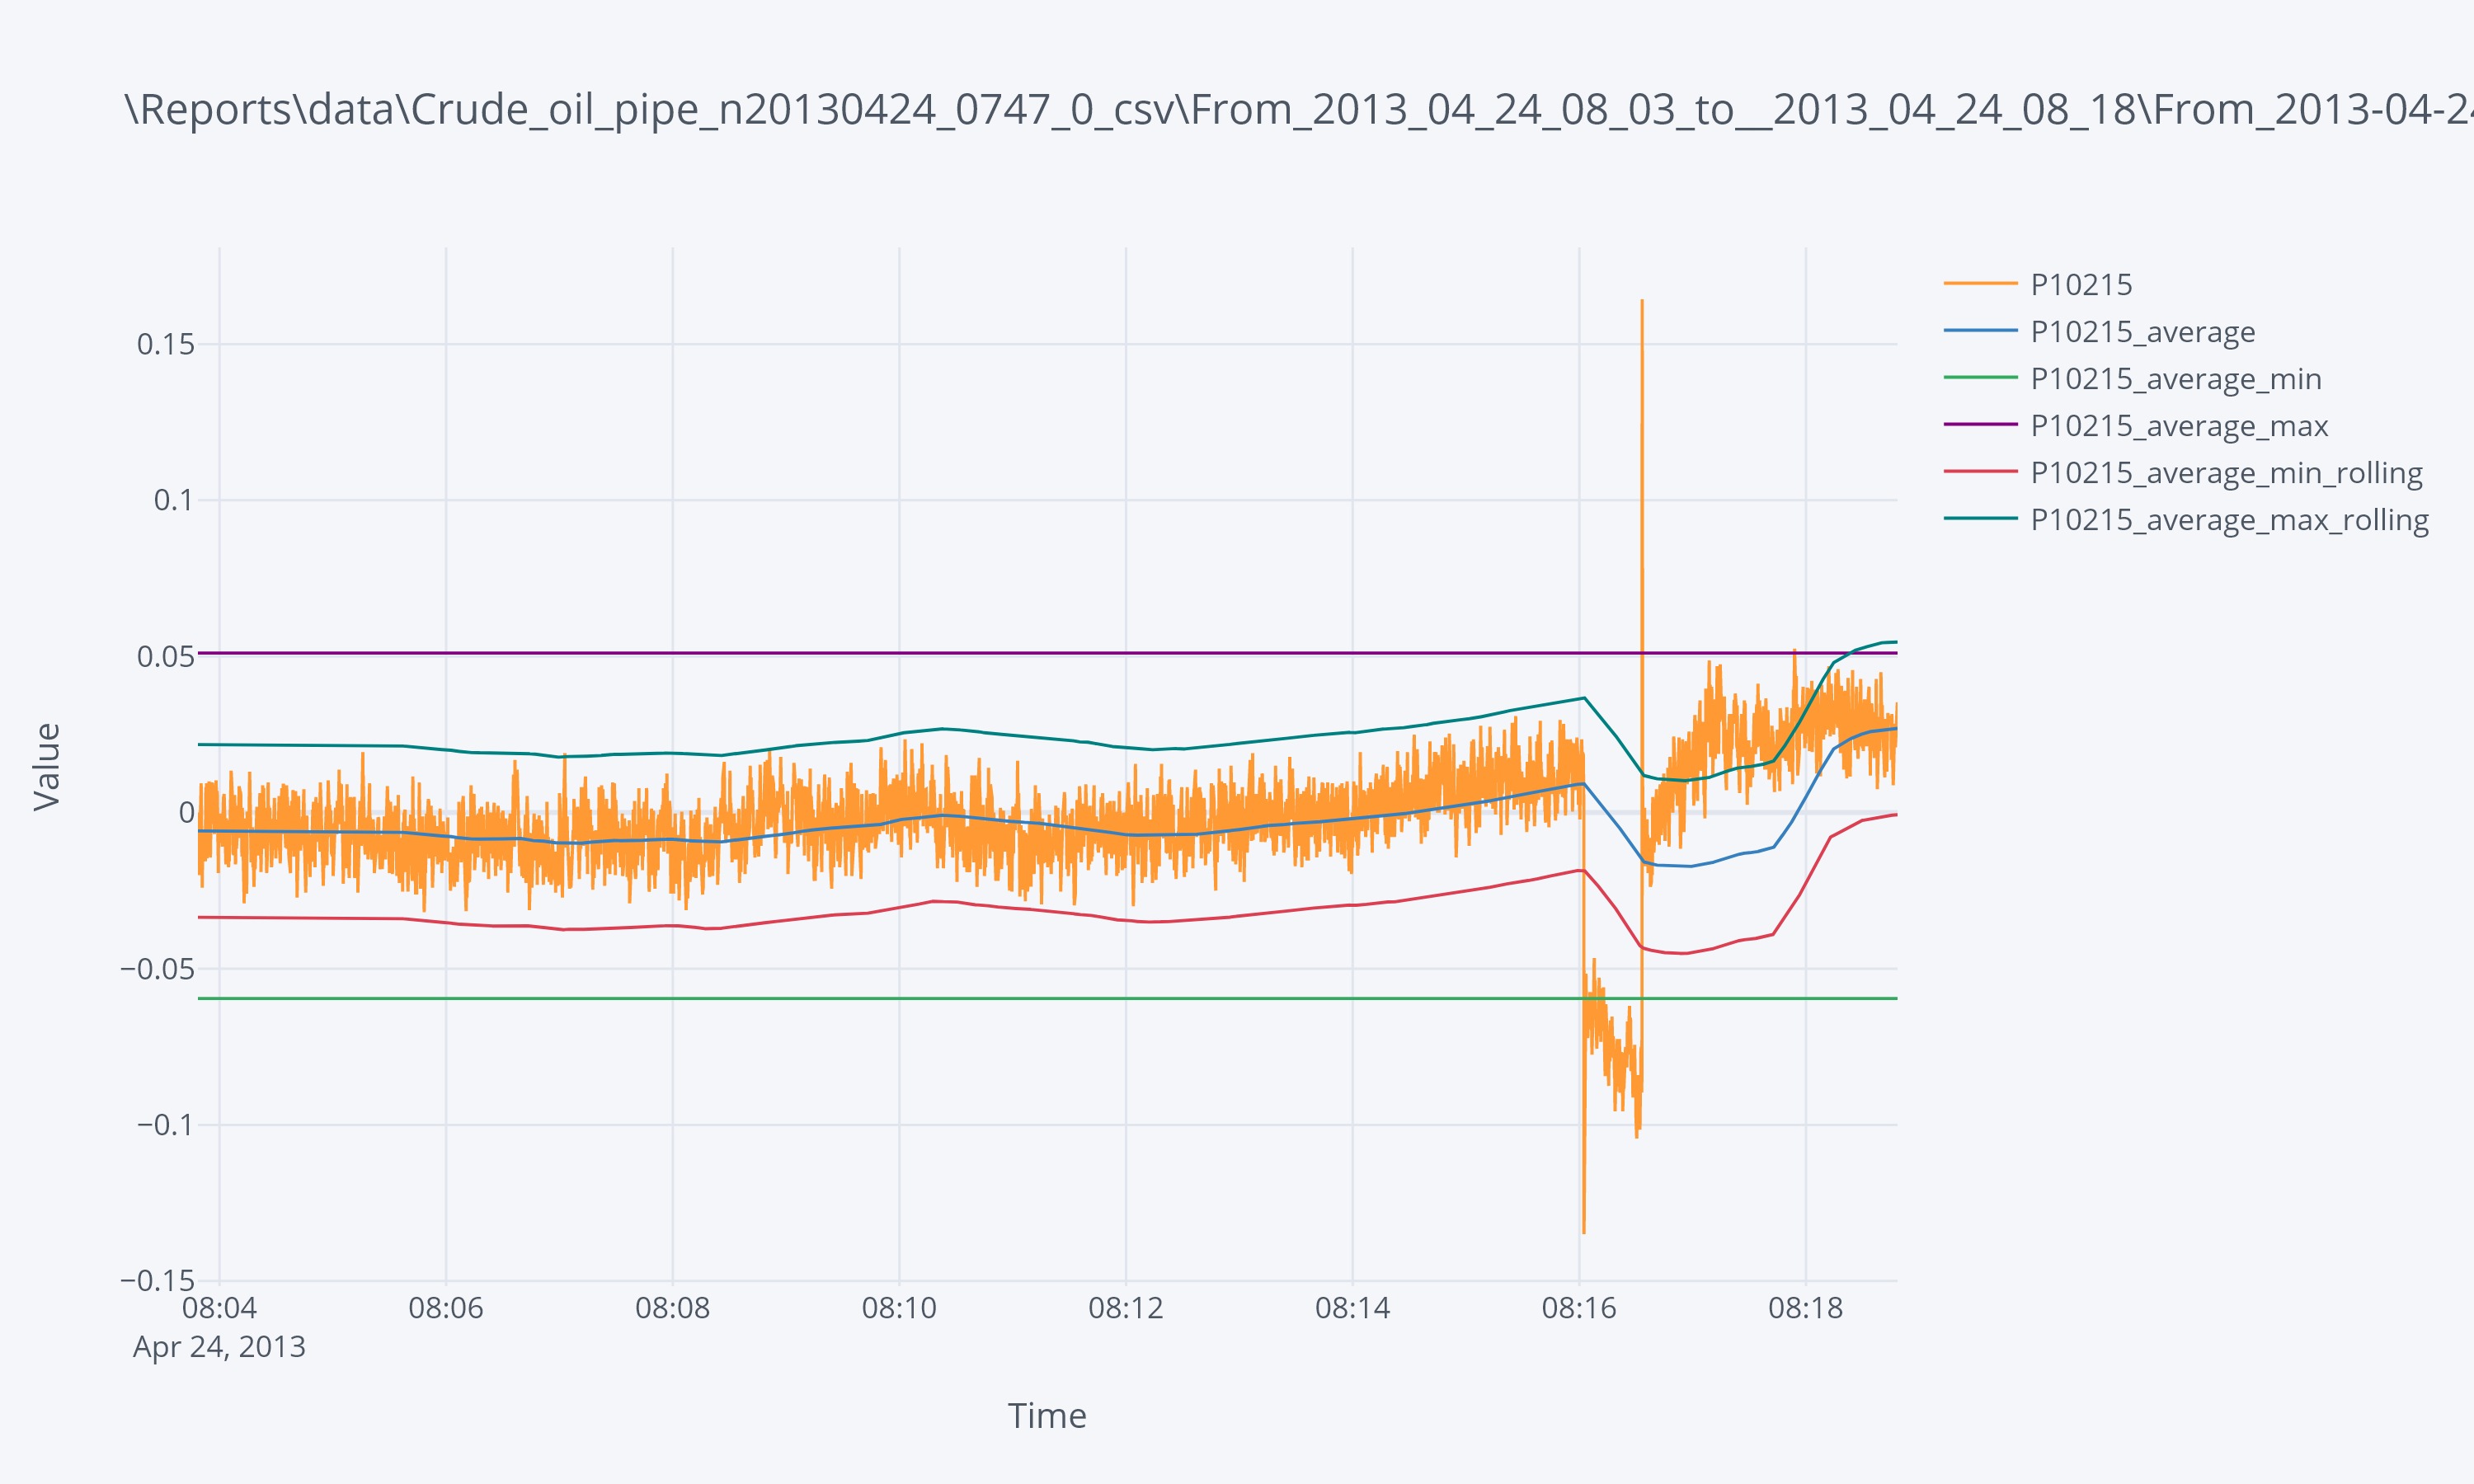 \Reports\data\Crude_oil_pipe_n20130424_0747_0_csv\From_2013_04_24_08_03_to__2013_04_24_08_18\From_2013-04-24
P10215
P10215_average
P10215_average_min
P10215_average_max
P10215_average_min_rolling
P10215_average_max_rolling
0.15
0.1
0.05
0
−0.05
−0.1
−0.15
Value
08:04 08:06 08:08 08:10 08:12 08:14 08:16 08:18
Apr 24, 2013
Time